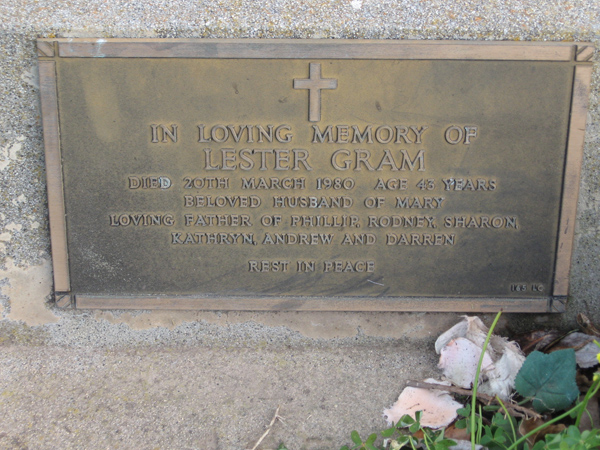 IN LOVING MEMORY OF
LESTER GRAM
DIED 20TH MARCH 1980 AGE 43 YEARS
BELOVED HUSBAND OF MARY
LOVING FATHER OF PHILLIP, RODNEY, SHARON,
KATHRYN, ANDREW AND DARREN
REST IN PEACE